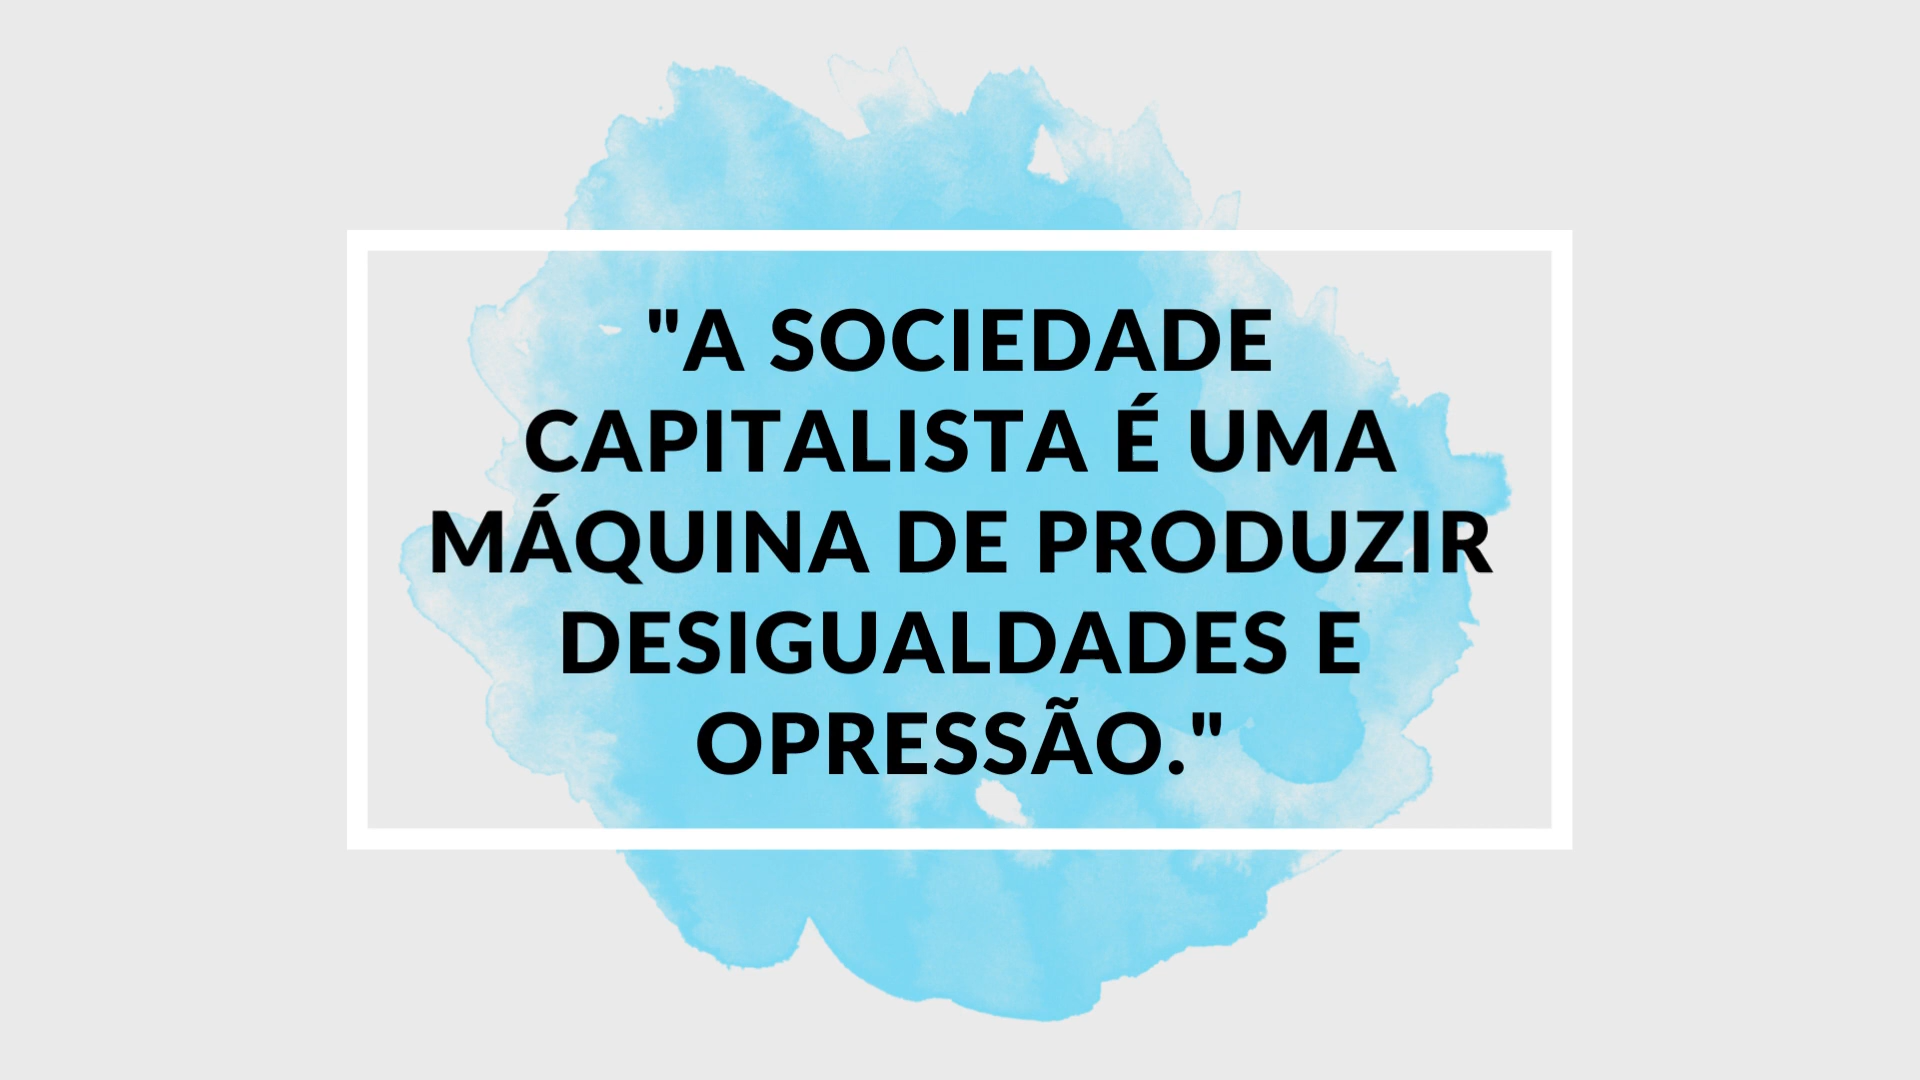 "A SOCIEDADE
CAPITALISTA É UMA
MÁQUINA DE PRODUZIR
DESIGUALDADES E
OPRESSÃO."